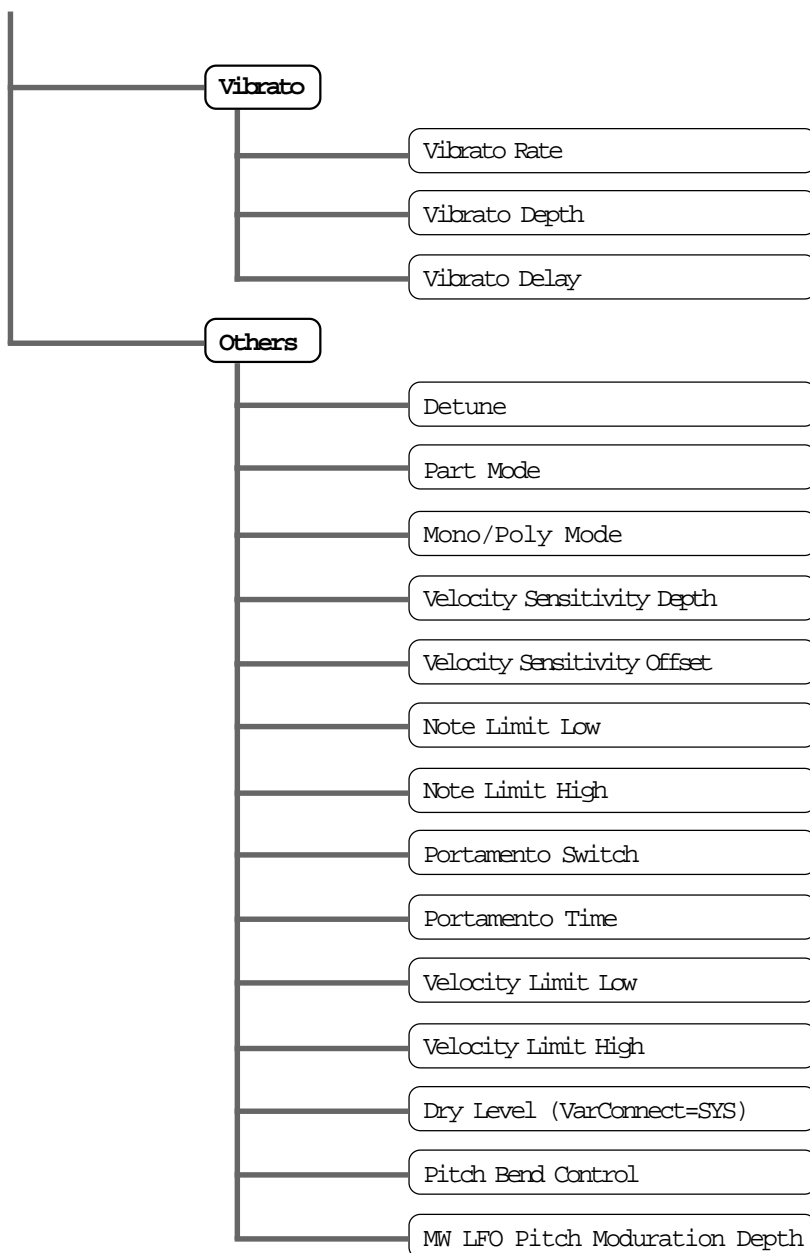 Vibrato
Vibrato Rate
Vibrato Depth
Vibrato Delay
Others
Detune
Part Mode
Mono/Poly Mode
Velocity Sensitivity Depth
Velocity Sensitivity Offset
Note Limit Low
Note Limit High
Portamento Switch
Portamento Time
Velocity Limit Low
Velocity Limit High
Dry Level (VarConnect=SYS)
Pitch Bend Control
MW LFO Pitch Moduration Depth